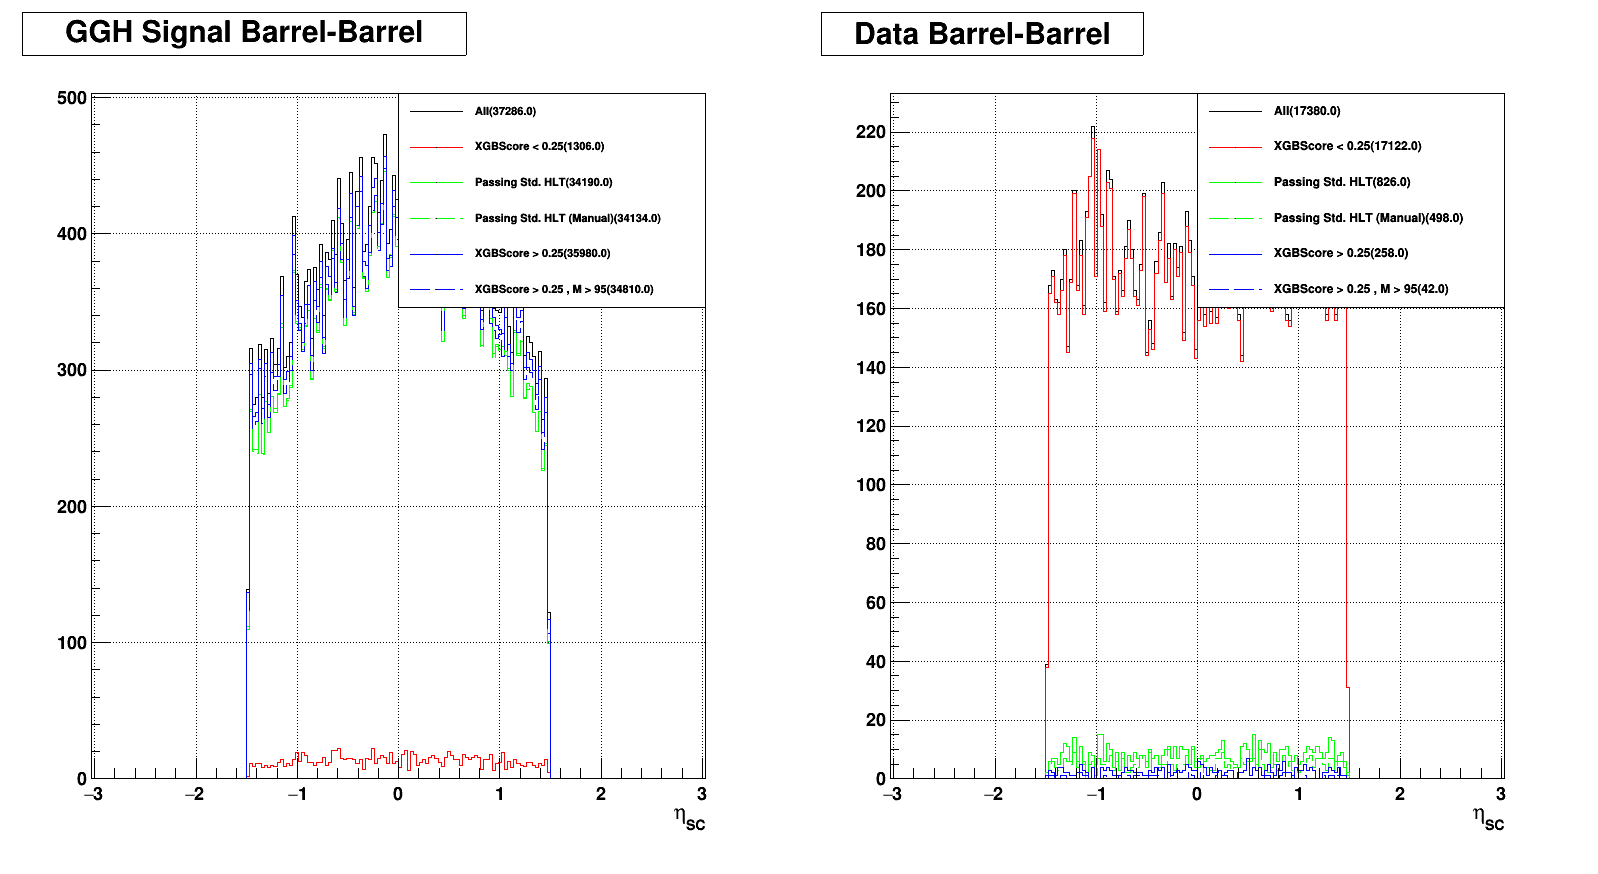 GGH Signal Barrel-Barrel
500
400
300
200
100
0
−3 −2 −1 0 1 2 3
ηSC
All(37286.0)
XGBScore < 0.25(1306.0)
Passing Std. HLT(34190.0)
Passing Std. HLT (Manual)(34134.0)
XGBScore > 0.25(35980.0)
XGBScore > 0.25 , M > 95(34810.0)
Data Barrel-Barrel
220
200
180
160
140
120
100
80
60
40
20
0
−3 −2 −1 0 1 2 3
ηSC
All(17380.0)
XGBScore < 0.25(17122.0)
Passing Std. HLT(826.0)
Passing Std. HLT (Manual)(498.0)
XGBScore > 0.25(258.0)
XGBScore > 0.25 , M > 95(42.0)